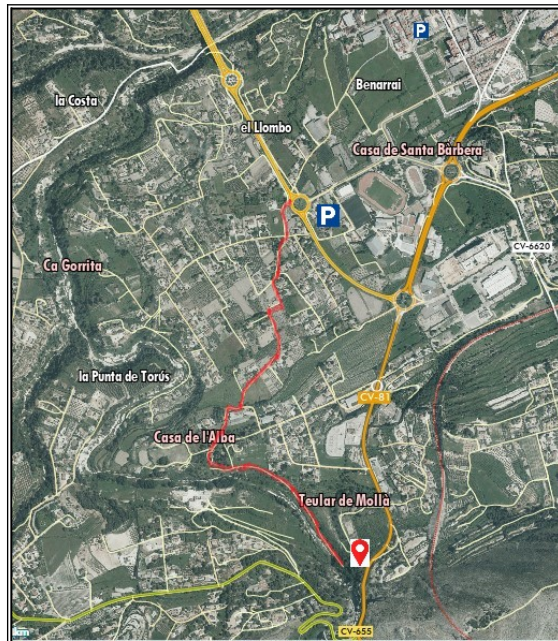 P
la Costa
Benarrai
el Llombo
Casa de Santa Bàrbera
P
CV-6620
Ca Gorrita
la Punta de Torús
CV-81
Casa de l'Alba
Teular de Mollà
km
CV-655